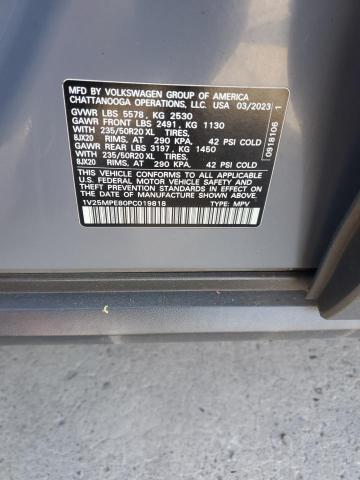 MFD BY VOLKSWAGEN GROUP OF AMERICA
CHATTANOOGA OPERATIONS, LLC. USA 03/2023
GVWR LBS 5578, KG 2530
GAWR FRONT LBS 2491, KG 1130
WITH 235/50R20 XL TIRES,
8JX20 RIMS, AT 290 KPA, 42 PSI COLD
GAWR REAR LBS 3197, KG 1450
WITH 235/50R20 XL TIRES,
8JX20 RIMS, AT 290 KPA, 42 PSI COLD
THIS VEHICLE CONFORMS TO ALL APPLICABLE
U.S. FEDERAL MOTOR VEHICLE SAFETY STANDARDS IN EFFECT ON
THE DATE OF MANUFACTURE SHOWN ABOVE.
1V25MPE80PC019818 TYPE: MPV
0918106 1